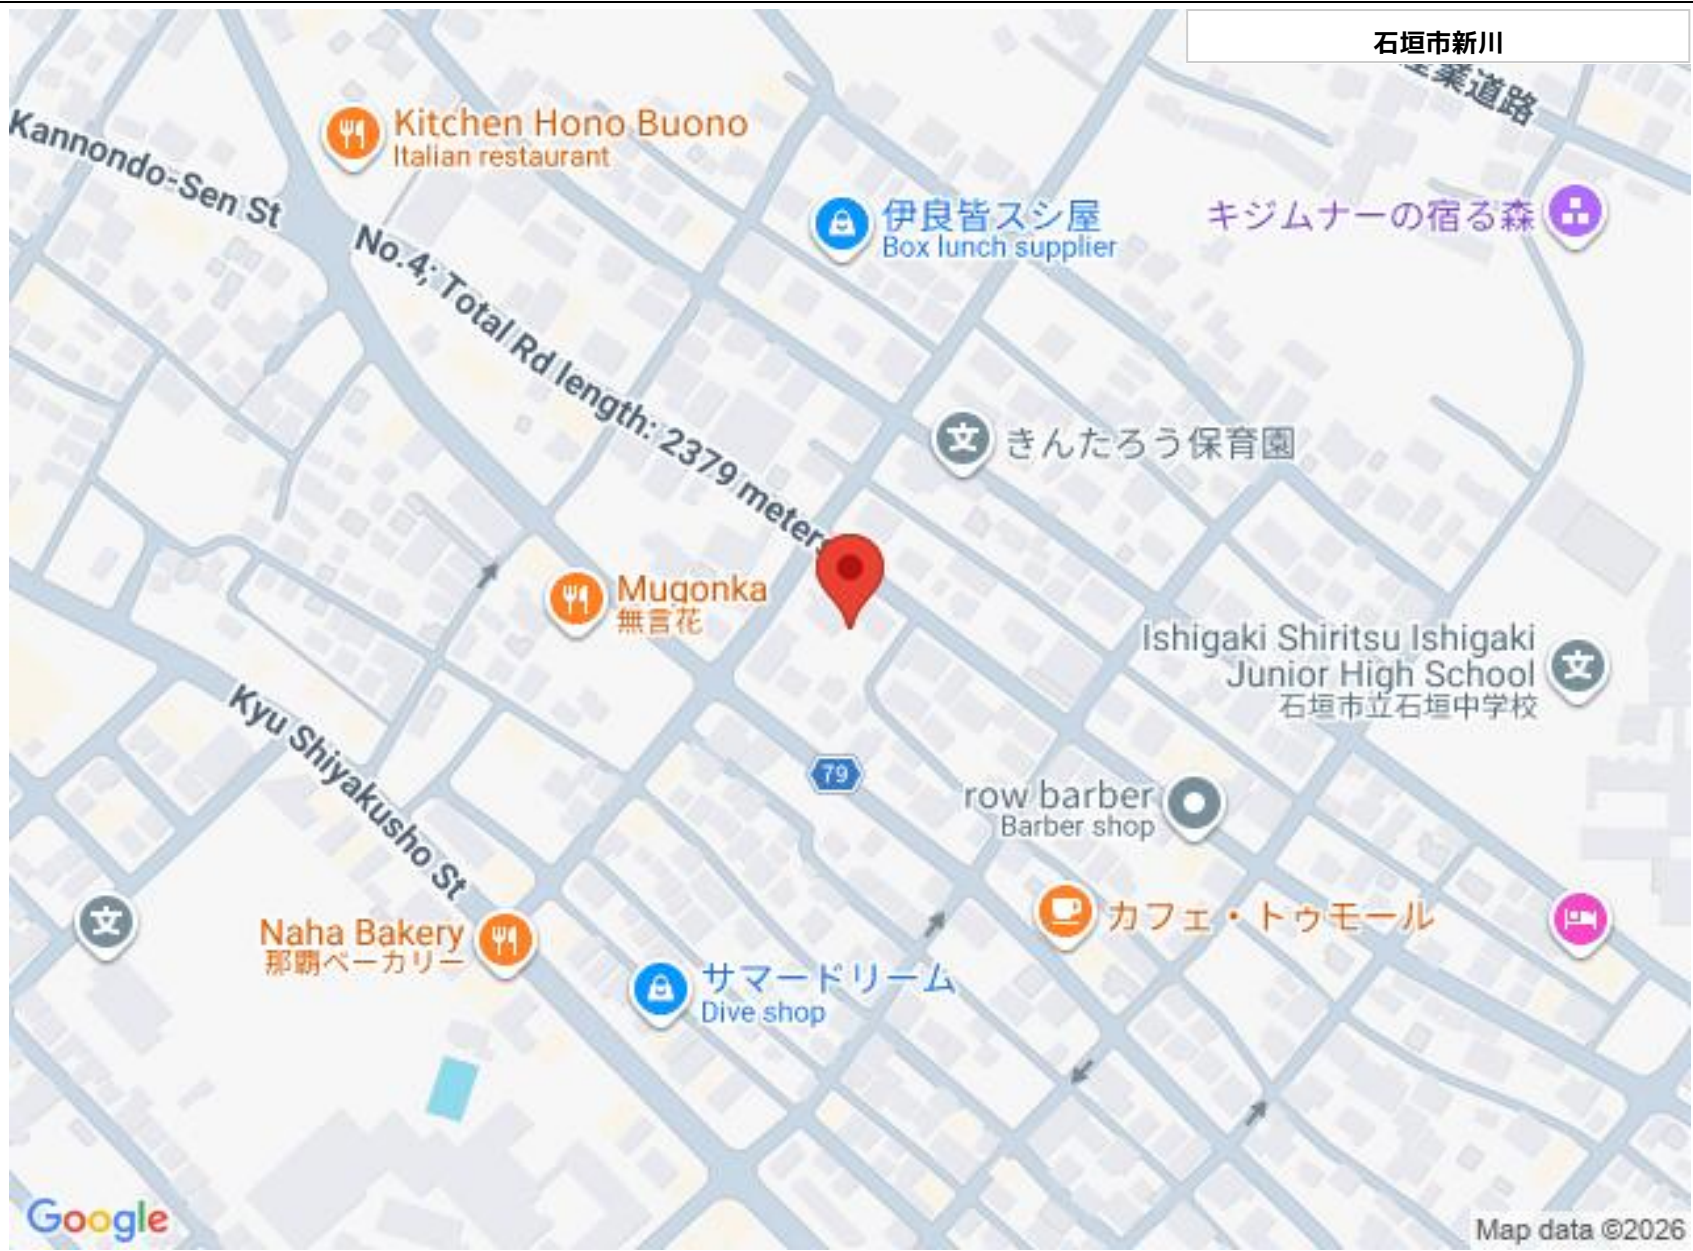 石垣市新川
産業道路
Kannondo-Sen St
Kitchen Hono Buono
Italian restaurant
伊良皆スシ屋
Box lunch supplier
キジムナーの宿る森
No.4; Total Rd length: 2379 meters
きんたろう保育園
Mugonka
無言花
Ishigaki Shiritsu Ishigaki
Junior High School
石垣市立石垣中学校
Kyu Shiyakusho St
79
row barber
Barber shop
カフェ・トゥモール
Naha Bakery
那覇ベーカリー
サマードリーム
Dive shop
文
文
文
Google
Map data ©2026